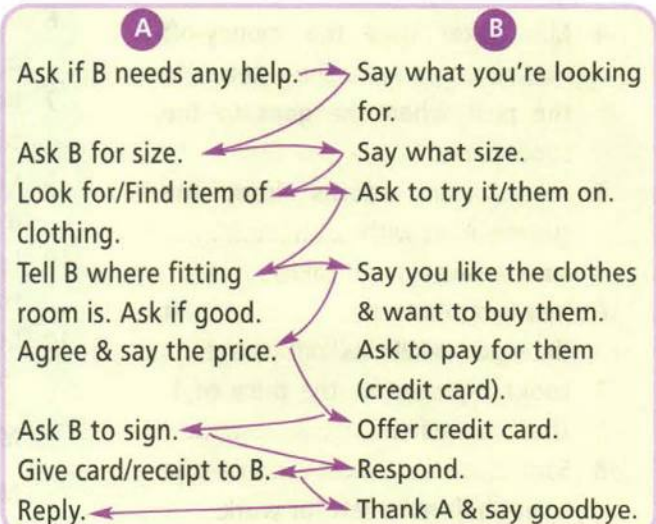 A
B
Ask if B needs any help.
Say what you're looking
for.
Ask B for size.
Say what size.
Look for/Find item of
clothing.
Ask to try it/them on.
Tell B where fitting
room is. Ask if good.
Say you like the clothes
& want to buy them.
Agree & say the price.
Ask to pay for them
(credit card).
Offer credit card.
Ask B to sign.
Respond.
Give card/receipt to B.
Thank A & say goodbye.
Reply.